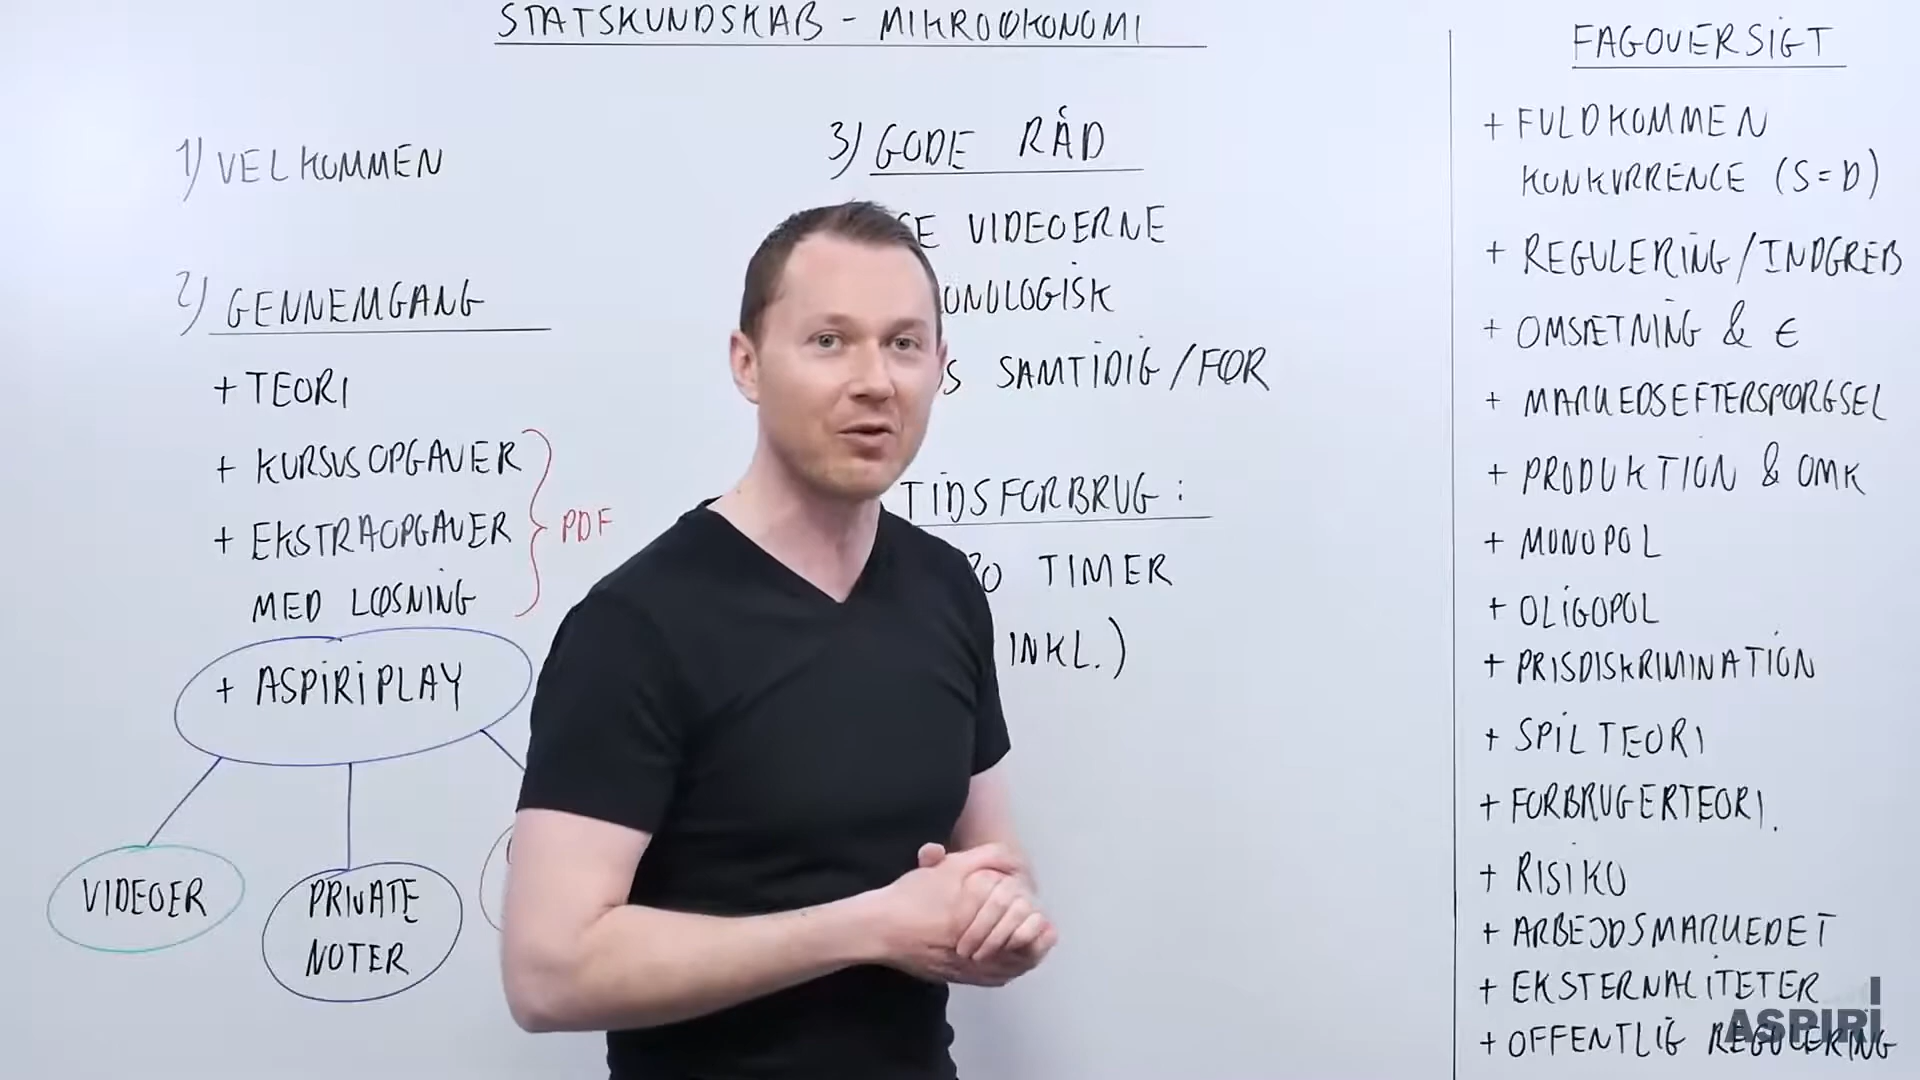 STATSKUNDSKAB - MIKROØKONOMI
1) VELKOMMEN
2) GENNEMGANG
+ TEORI
+ KURSUSOPGAVER
+ EKSTRAOPGAVER
MED LØSNING
PDF
+ ASPIRIPLAY
VIDEOER
PRIVATE
NOTER
3) GODE RÅD
VIDEOERNE
SAMTIDIG/FØR
TIDSFORBRUG:
TIMER
INKL.)
FAGOVERSIGT
+ FULDKOMMEN
KONKURRENCE (S=D)
+ REGULERING/INDGREB
+ OMSÆTNING & €
+ MARKEDSEFTERSPØRGSEL
+ PRODUKTION & OMK
+ MONOPOL
+ OLIGOPOL
+ PRISDISKRIMINATION
+ SPILTEORI
+ FORBRUGERTEORI.
+ RISIKO
+ ARBEJDSMARKEDET
+ EKSTERNALITETER
+ OFFENTLIG REGULERING
ASPIRI